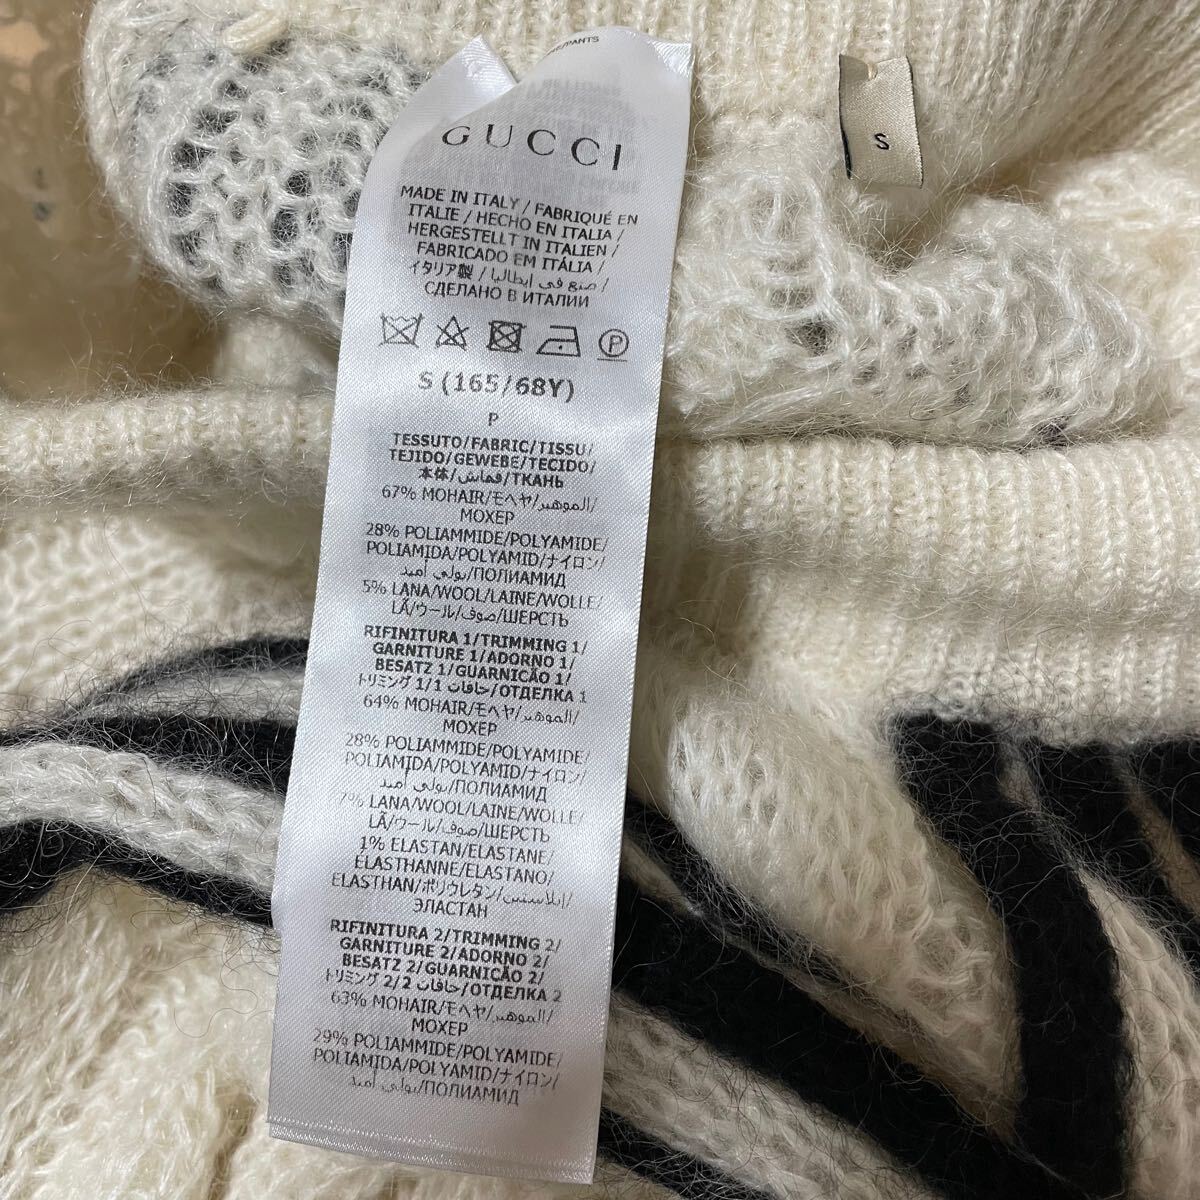 /PANTS
GUCCI
S
MADE IN ITALY / FABRIQUÉ EN
ITALIE / HECHO EN ITALIA /
HERGESTELLT IN ITALIEN /
FABRICADO EM ITÁLIA /
イタリア製 / صنع في ايطاليا /
СДЕЛАНО В ИТАЛИИ
P
S (165/68Y)
P
TESSUTO/FABRIC/TISSU/
TEJIDO/GEWEBE/TECIDO/
本体/قماش/ТКАНЬ
67% MOHAIR/モヘヤ/الموهير/
МОХЕР
28% POLIAMMIDE/POLYAMIDE/
POLIAMIDA/POLYAMID/ナイロン/
بولي أميد/ПОЛИАМИД
5% LANA/WOOL/LAINE/WOLLE/
LÃ/ウール/صوف/ШЕРСТЬ
RIFINITURA 1/TRIMMING 1/
GARNITURE 1/ADORNO 1/
BESATZ 1/GUARNICÃO 1/
トリミング 1/1 حافات/ОТДЕЛКА 1
64% MOHAIR/モヘヤ/الموهير/
МОХЕР
28% POLIAMMIDE/POLYAMIDE/
POLIAMIDA/POLYAMID/ナイロン/
بولي أميد/ПОЛИАМИД
7% LANA/WOOL/LAINE/WOLLE/
LÃ/ウール/صوف/ШЕРСТЬ
1% ELASTAN/ELASTANE/
ELASTHANNE/ELASTANO/
ELASTHAN/ポリウレタン/إيلاستين/
ЭЛАСТАН
RIFINITURA 2/TRIMMING 2/
GARNITURE 2/ADORNO 2/
BESATZ 2/GUARNICÃO 2/
トリミング 2/2 حافات/ОТДЕЛКА 2
63% MOHAIR/モヘヤ/الموهير/
МОХЕР
29% POLIAMMIDE/POLYAMIDE/
POLIAMIDA/POLYAMID/ナイロン/
بولي أميد/ПОЛИАМИД